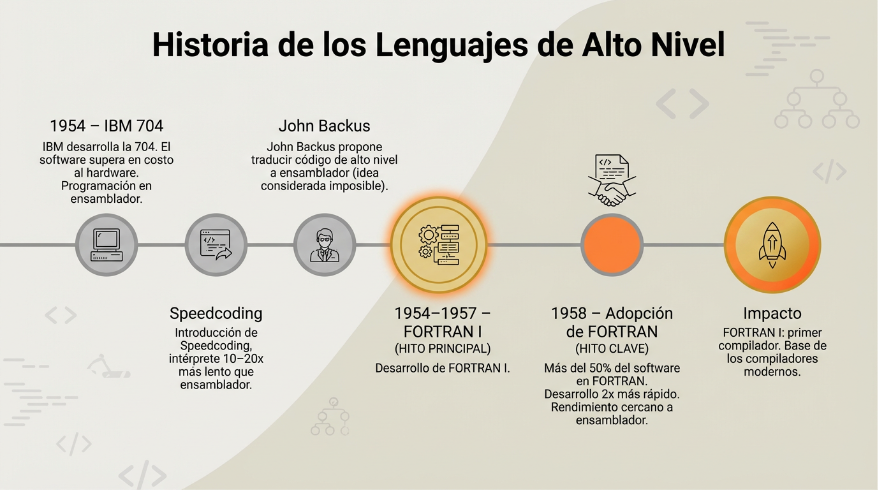 Historia de los Lenguajes de Alto Nivel
1954 – IBM 704
IBM desarrolla la 704. El
software supera en costo
al hardware.
Programación en
ensamblador.
Speedcoding
Introducción de
Speedcoding,
intérprete 10–20x
más lento que
ensamblador.
John Backus
John Backus propone
traducir código de alto nivel
a ensamblador (idea
considerada imposible).
1954–1957 –
FORTRAN I
(HITO PRINCIPAL)
Desarrollo de FORTRAN I.
1958 – Adopción
de FORTRAN
(HITO CLAVE)
Más del 50% del software
en FORTRAN.
Desarrollo 2x más rápido.
Rendimiento cercano a
ensamblador.
Impacto
FORTRAN I: primer
compilador. Base de
los compiladores
modernos.